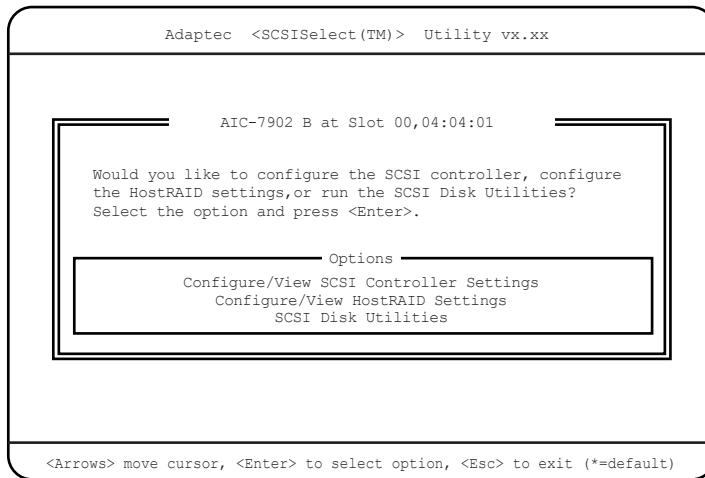 Adaptec <SCSISelect(TM)> Utility vx.xx
AIC-7902 B at Slot 00,04:04:01
Would you like to configure the SCSI controller, configure
the HostRAID settings,or run the SCSI Disk Utilities?
Select the option and press <Enter>.
Options
Configure/View SCSI Controller Settings
Configure/View HostRAID Settings
SCSI Disk Utilities
<Arrows> move cursor, <Enter> to select option, <Esc> to exit (*=default)